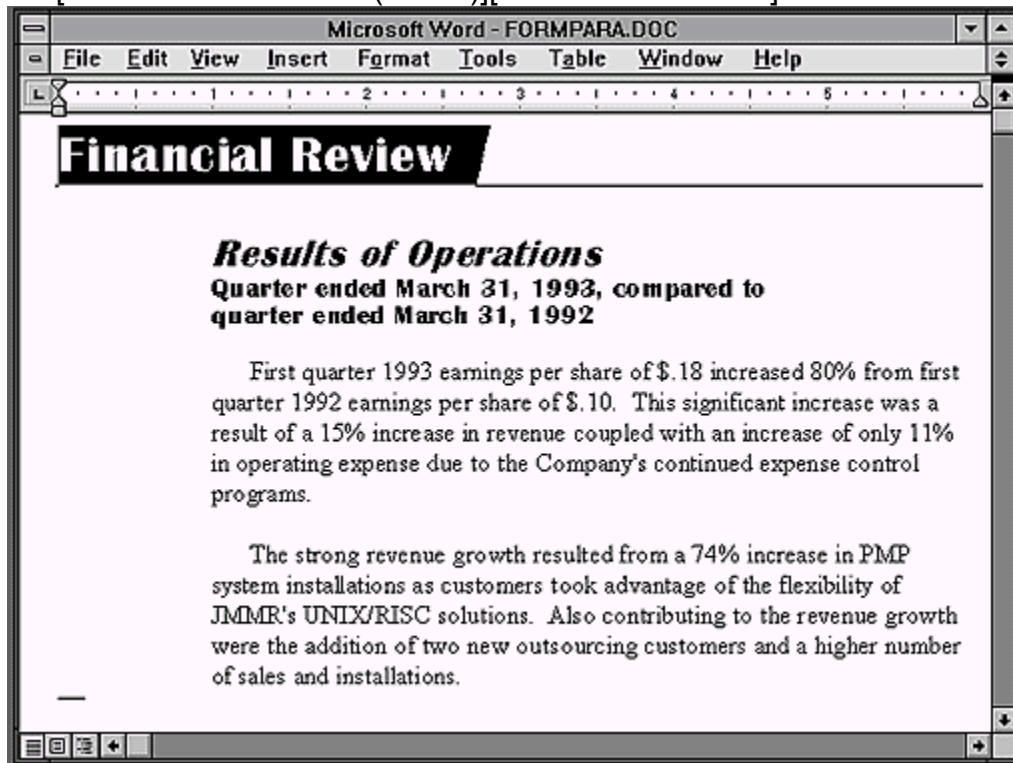 Microsoft Word - FORMPARA.DOC
File Edit View Insert Format Tools Table Window Help
L 1 2 3 4 5
Financial Review
Results of Operations
Quarter ended March 31, 1993, compared to
quarter ended March 31, 1992
First quarter 1993 earnings per share of $.18 increased 80% from first
quarter 1992 earnings per share of $.10. This significant increase was a
result of a 15% increase in revenue coupled with an increase of only 11%
in operating expense due to the Company's continued expense control
programs.
The strong revenue growth resulted from a 74% increase in PMP
system installations as customers took advantage of the flexibility of
JMMR's UNIX/RISC solutions. Also contributing to the revenue growth
were the addition of two new outsourcing customers and a higher number
of sales and installations.